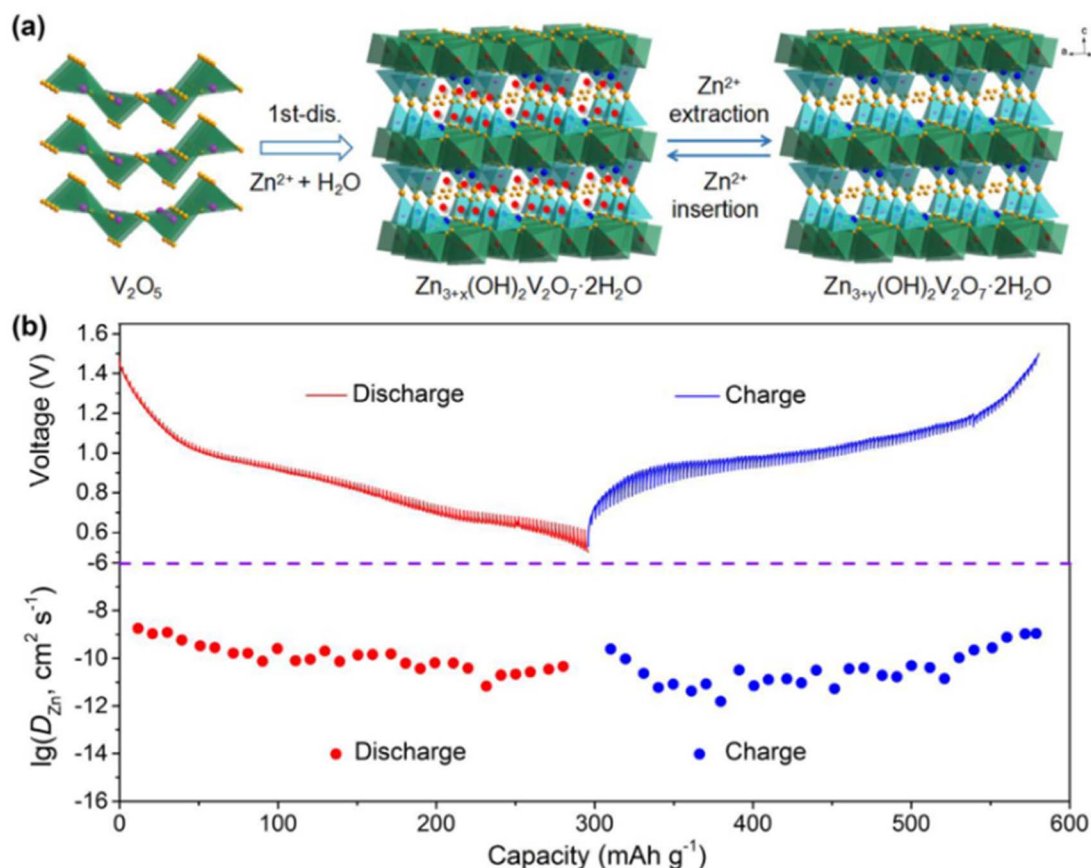 (a)
1st-dis.
Zn²⁺ + H₂O
Zn²⁺
extraction
Zn²⁺
insertion
c
a
V₂O₅
Zn₃₊ₓ(OH)₂V₂O₇·2H₂O
Zn₃₊ᵧ(OH)₂V₂O₇·2H₂O
(b)
Voltage (V)
1.6
1.4
1.2
1.0
0.8
0.6
Discharge
Charge
lg(D_Zn, cm² s⁻¹)
-6
-8
-10
-12
-14
-16
Discharge
Charge
0 100 200 300 400 500 600
Capacity (mAh g⁻¹)